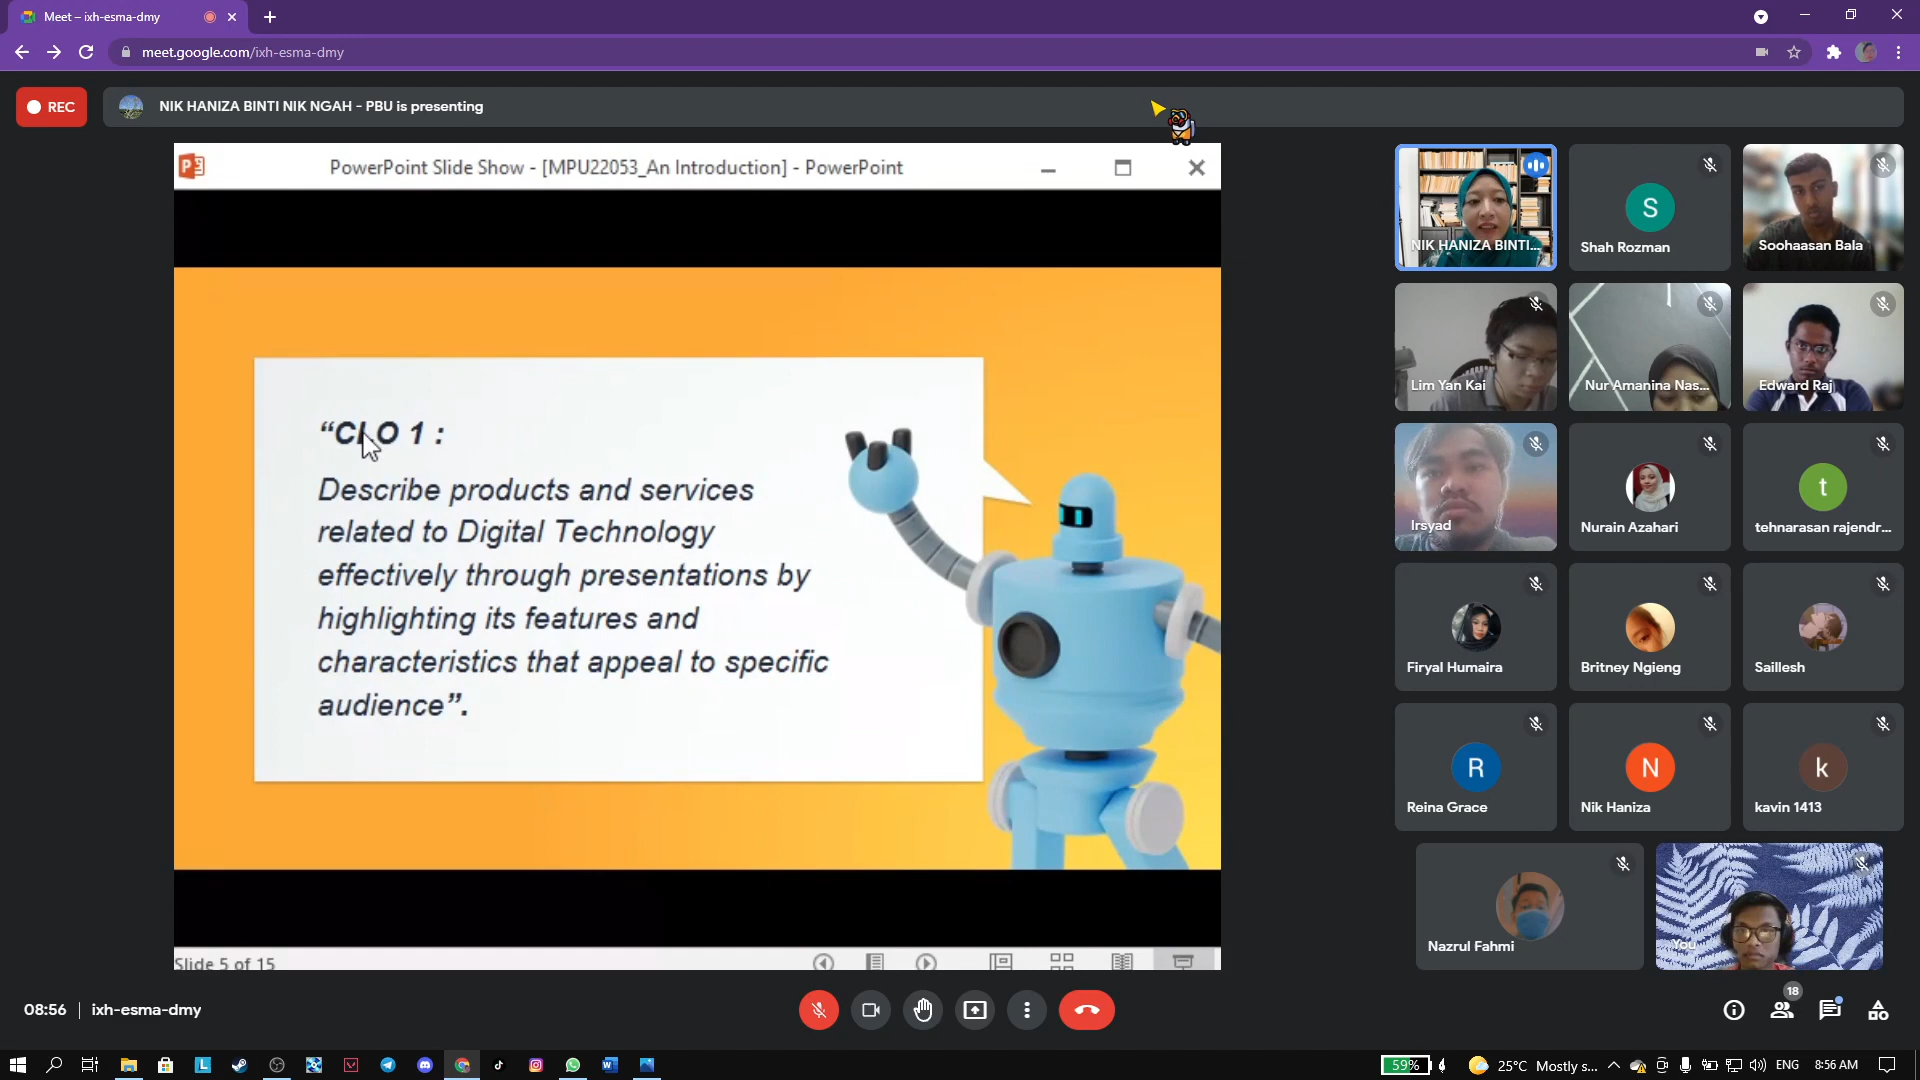 Meet – ixh-esma-dmy
meet.google.com/ixh-esma-dmy
REC
NIK HANIZA BINTI NIK NGAH - PBU is presenting
PowerPoint Slide Show - [MPU22053_An Introduction] - PowerPoint
“CLO 1 :
Describe products and services
related to Digital Technology
effectively through presentations by
highlighting its features and
characteristics that appeal to specific
audience”.
Slide 5 of 15
NIK HANIZA BINTI...
S
Shah Rozman
Soohaasan Bala
Lim Yan Kai
Nur Amanina Nas...
Edward Raj
Irsyad
Nurain Azahari
t
tehnarasan rajendr...
Firyal Humaira
Britney Ngieng
Saillesh
R
Reina Grace
N
Nik Haniza
k
kavin 1413
Nazrul Fahmi
You
08:56 | ixh-esma-dmy
18
59%
25°C Mostly s...
ENG
8:56 AM